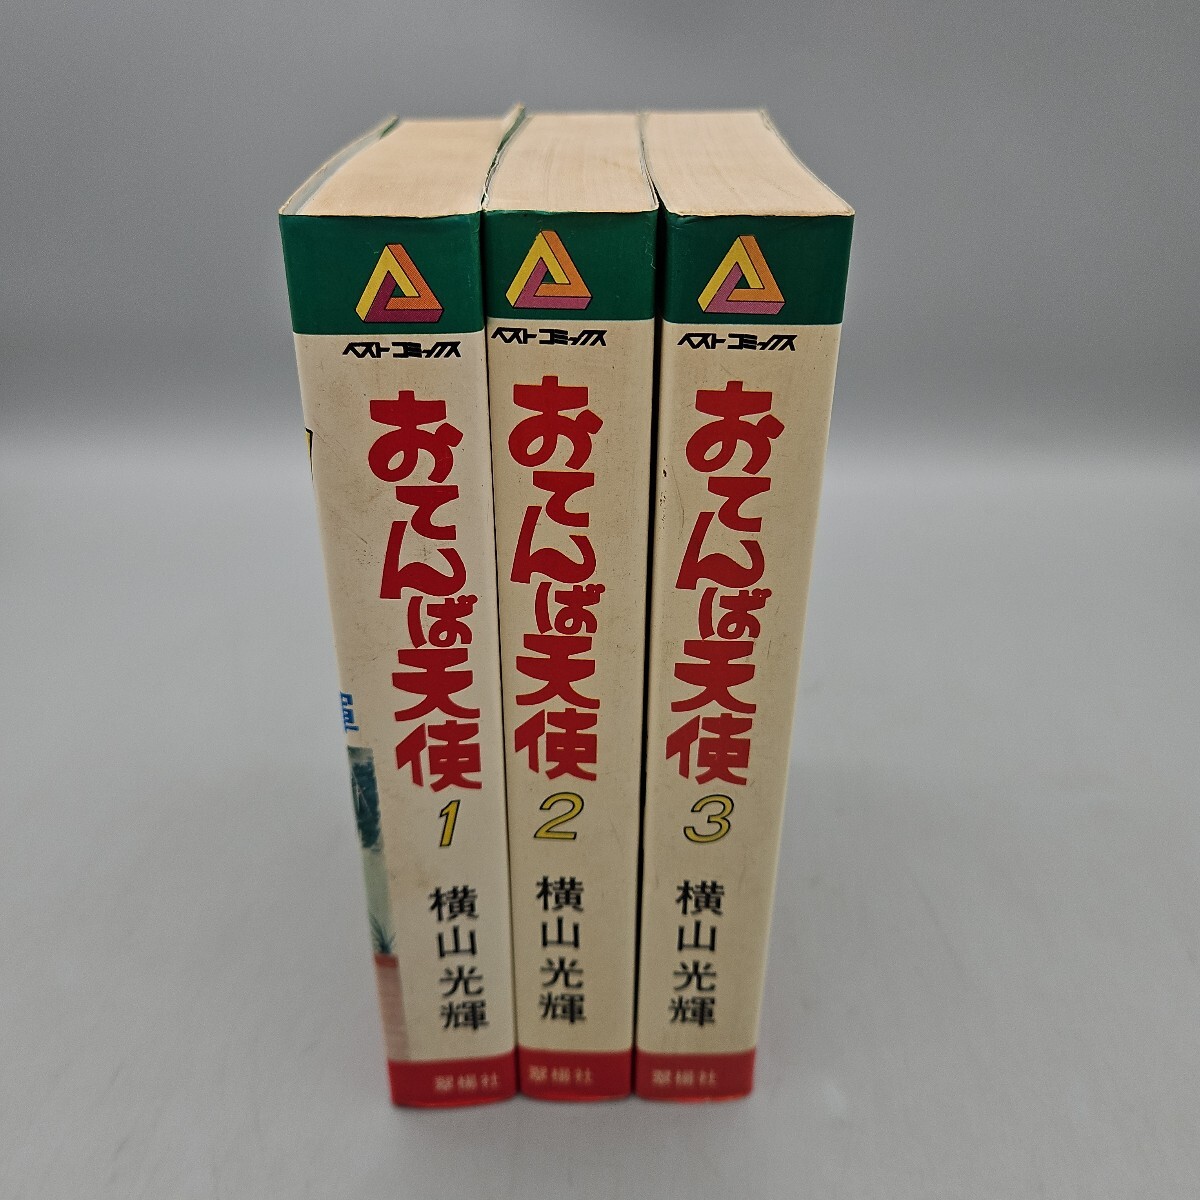 ベストコミックス
おてんば天使
1
横山光輝
翠楊社
ベストコミックス
おてんば天使
2
横山光輝
翠楊社
ベストコミックス
おてんば天使
3
横山光輝
翠楊社